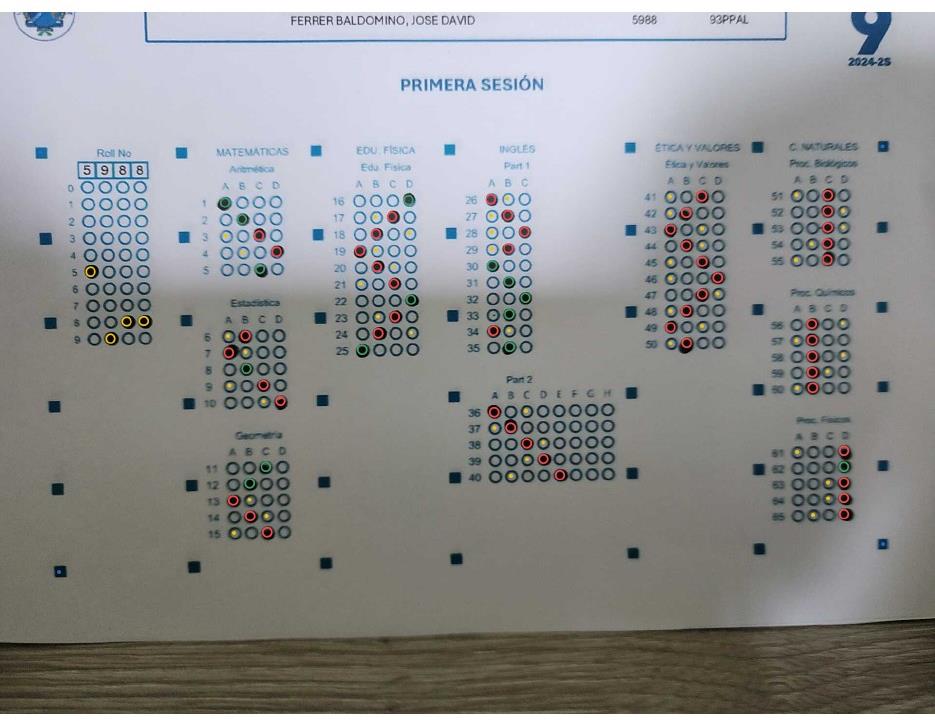 FERRER BALDOMINO, JOSE DAVID 5988 93PPAL
9
2024-2S
PRIMERA SESIÓN
Roll No
5 9 8 8
0
1
2
3
4
5
6
7
8
9
MATEMÁTICAS
Aritmética
A B C D
1
2
3
4
5
Estadística
6
7
8
9
10
Geometría
A B C D
11
12
13
14
15
EDU. FÍSICA
Edu. Física
A B C D
16
17
18
19
20
21
22
23
24
25
INGLÉS
Part 1
A B C
26
27
28
29
30
31
32
33
34
35
Part 2
A B C D E F G H
36
37
38
39
40
ÉTICA Y VALORES
Ética y Valores
A B C D
41
42
43
44
45
46
47
48
49
50
C. NATURALES
Proc. Biológicos
A B C D
51
52
53
54
55
Proc. Químicos
56
57
58
59
60
Proc. Físicos
A B C D
61
62
63
64
65